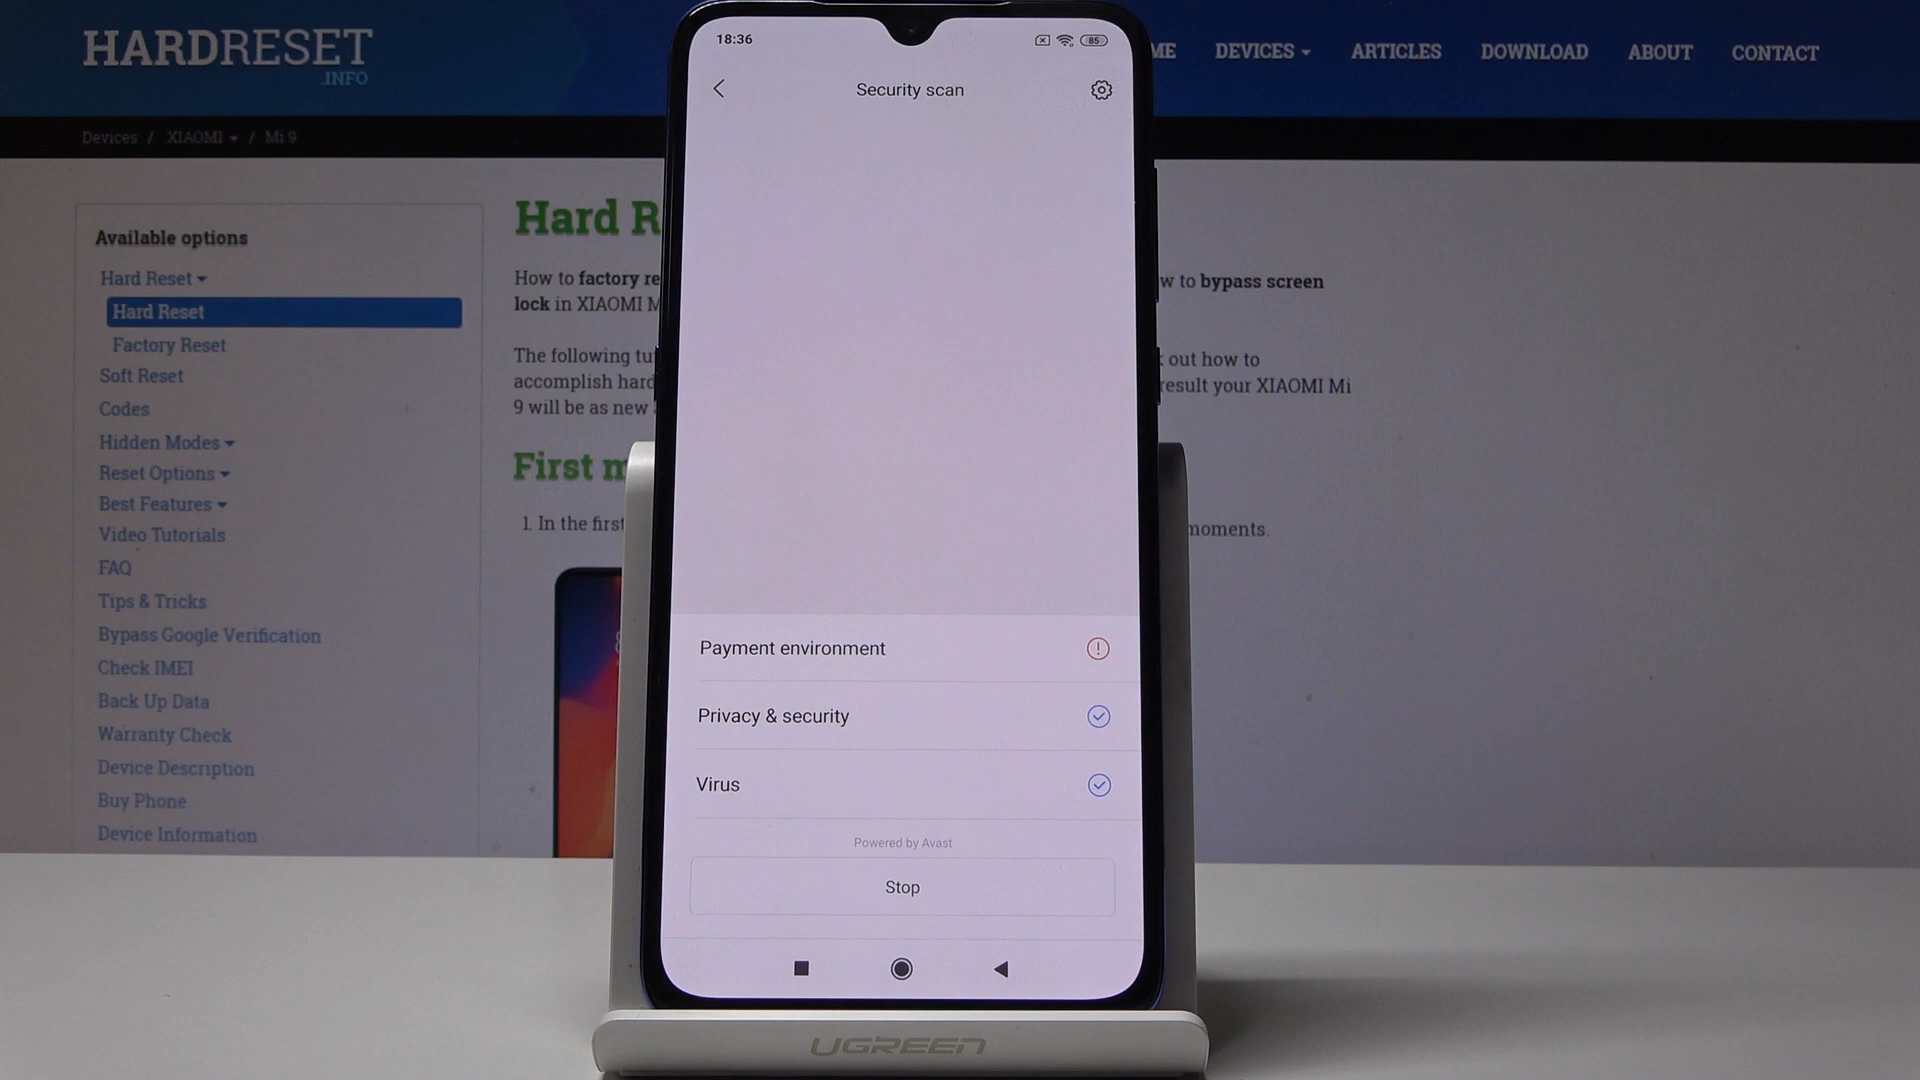 HARDRESET
.INFO
ME
DEVICES
ARTICLES
DOWNLOAD
ABOUT
CONTACT
Devices / XIAOMI / Mi 9
Available options
Hard Reset
Hard Reset
Factory Reset
Soft Reset
Codes
Hidden Modes
Reset Options
Best Features
Video Tutorials
FAQ
Tips & Tricks
Bypass Google Verification
Check IMEI
Back Up Data
Warranty Check
Device Description
Buy Phone
Device Information
Hard R
How to factory re
w to bypass screen
lock in XIAOMI M
The following tu
out how to
accomplish hard
result your XIAOMI Mi
9 will be as new
First m
1. In the first
moments.
18:36
85
Security scan
Payment environment
Privacy & security
Virus
Powered by Avast
Stop
UGREEN